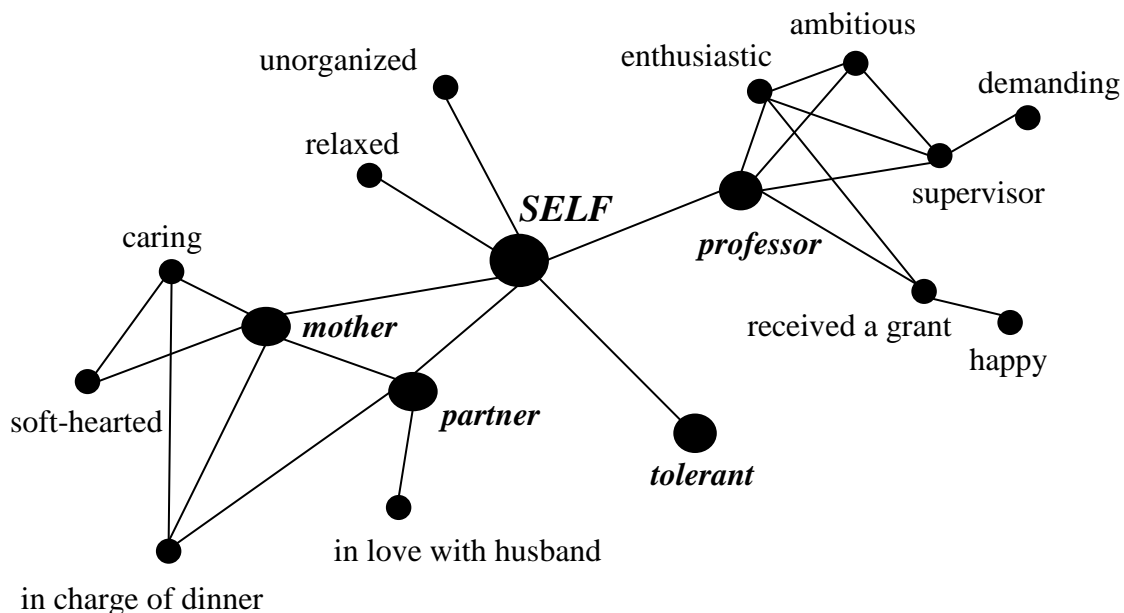 ambitious
unorganized
enthusiastic
demanding
relaxed
SELF
supervisor
caring
professor
mother
received a grant
happy
soft-hearted
partner
tolerant
in love with husband
in charge of dinner